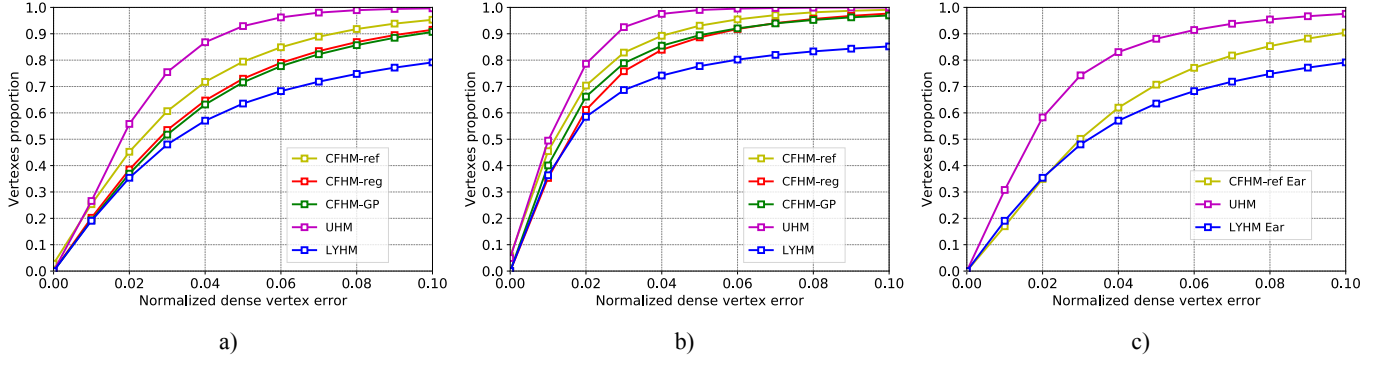 Vertexes proportion
1.0
0.9
0.8
0.7
0.6
0.5
0.4
0.3
0.2
0.1
0.0
0.00 0.02 0.04 0.06 0.08 0.10
Normalized dense vertex error
CFHM-ref
CFHM-reg
CFHM-GP
UHM
LYHM
a)
Vertexes proportion
1.0
0.9
0.8
0.7
0.6
0.5
0.4
0.3
0.2
0.1
0.0
0.00 0.02 0.04 0.06 0.08 0.10
Normalized dense vertex error
CFHM-ref
CFHM-reg
CFHM-GP
UHM
LYHM
b)
Vertexes proportion
1.0
0.9
0.8
0.7
0.6
0.5
0.4
0.3
0.2
0.1
0.0
0.00 0.02 0.04 0.06 0.08 0.10
Normalized dense vertex error
CFHM-ref Ear
UHM
LYHM Ear
c)